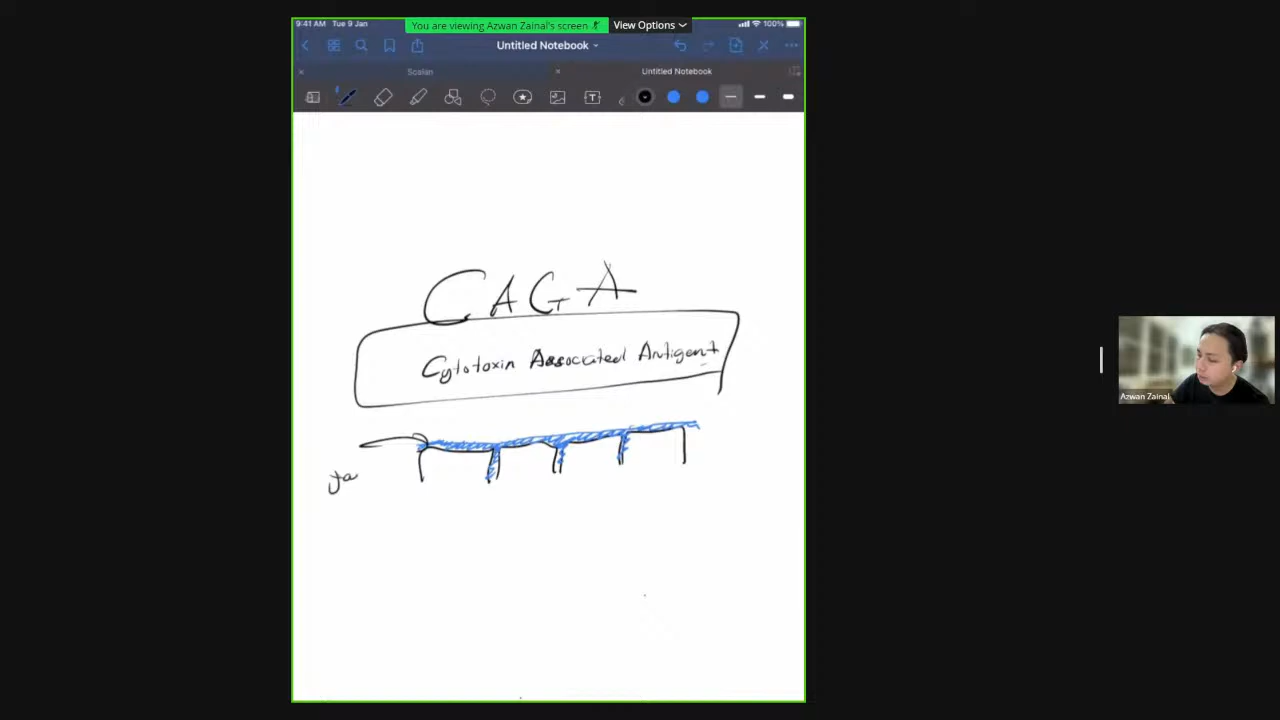 9:41 AM Tue 9 Jan
You are viewing Azwan Zainal's screen
View Options
100%
Untitled Notebook
Scalan
Untitled Notebook
CAGA
Cytotoxin Associated Antigent
Azwan Zainal